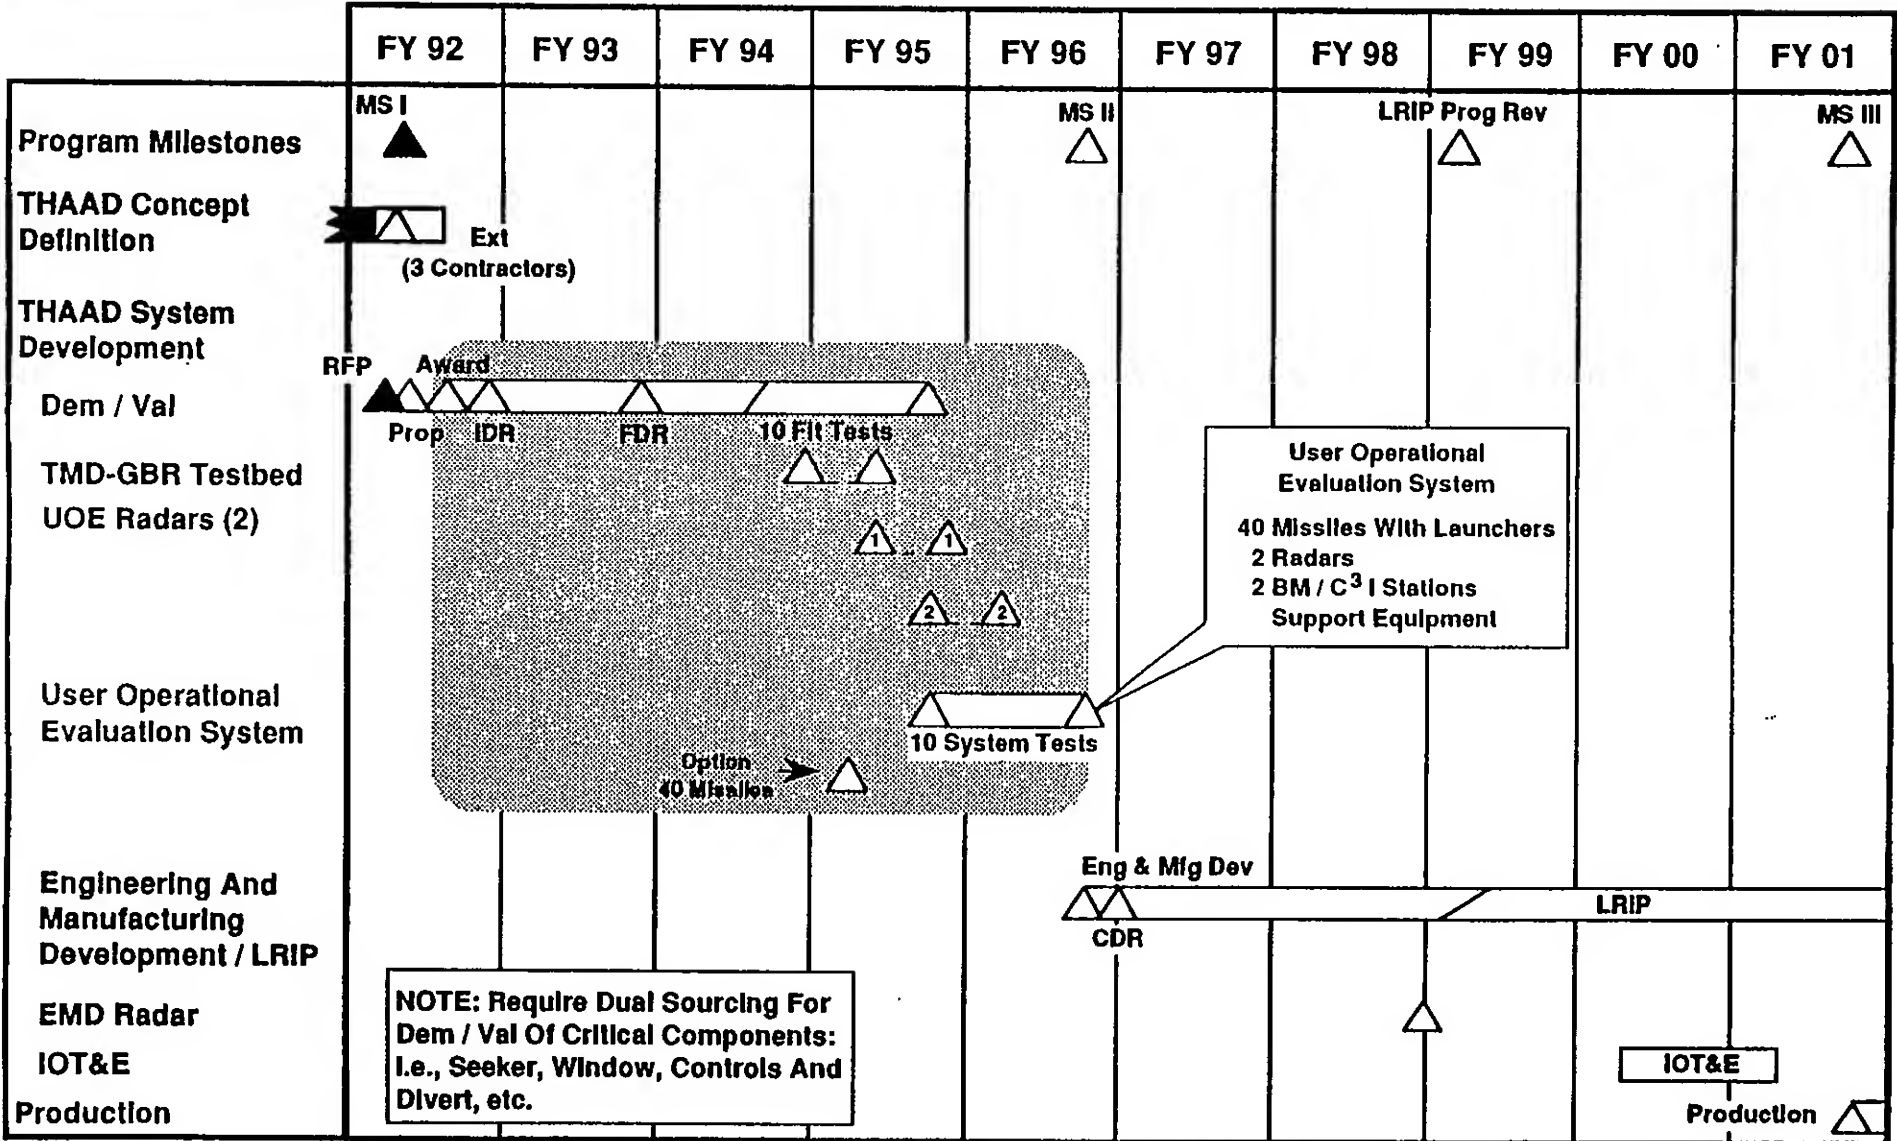 FY 92 FY 93 FY 94 FY 95 FY 96 FY 97 FY 98 FY 99 FY 00 FY 01
Program Milestones
MS I
MS II
LRIP Prog Rev
MS III
THAAD Concept
Definition
Ext
(3 Contractors)
THAAD System
Development
RFP
Award
Dem / Val
Prop
IDR
FDR
10 Flt Tests
TMD-GBR Testbed
UOE Radars (2)
1 1
2 2
User Operational
Evaluation System
40 Missiles With Launchers
2 Radars
2 BM / C³ I Stations
Support Equipment
User Operational
Evaluation System
10 System Tests
Option
40 Missiles
Engineering And
Manufacturing
Development / LRIP
Eng & Mfg Dev
CDR
LRIP
EMD Radar
IOT&E
IOT&E
Production
Production
NOTE: Require Dual Sourcing For
Dem / Val Of Critical Components:
I.e., Seeker, Window, Controls And
Divert, etc.